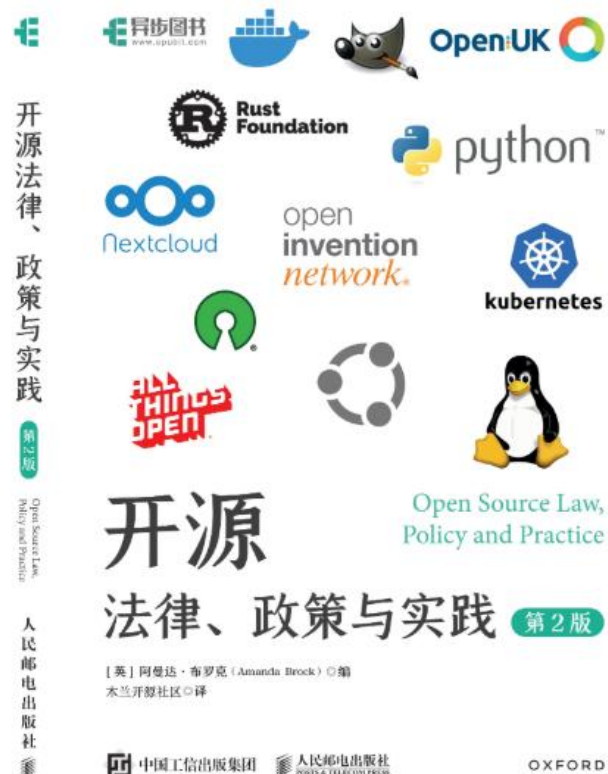 开源法律、政策与实践
第2版
Open Source Law,
Policy and Practice
人民邮电出版社
异步图书
www.epubit.com
OpenUK
Rust
Foundation
python™
Nextcloud
open
invention
network®
kubernetes
ALL
THINGS
OPEN
开源
Open Source Law,
Policy and Practice
法律、政策与实践 第2版
[英] 阿曼达·布罗克(Amanda Brock)◎编
木兰开源社区◎译
中国工信出版集团
人民邮电出版社
POSTS & TELECOM PRESS
OXFORD